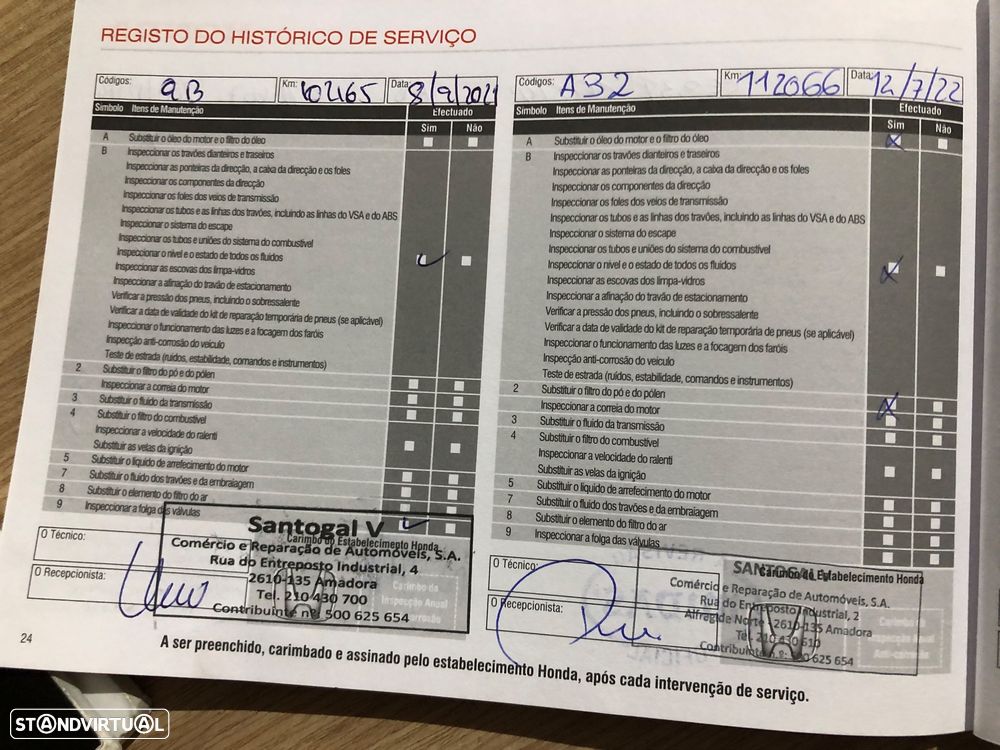 REGISTO DO HISTÓRICO DE SERVIÇO
Códigos: 9B Km: 102165 Data: 8/9/2021
Símbolo Itens de Manutenção Efectuado
Sim Não
A Substituir o óleo do motor e o filtro do óleo
B Inspeccionar os travões dianteiros e traseiros
Inspeccionar as ponteiras da direcção, a caixa da direcção e os foles
Inspeccionar os componentes da direcção
Inspeccionar os foles dos veios de transmissão
Inspeccionar os tubos e as linhas dos travões, incluindo as linhas do VSA e do ABS
Inspeccionar o sistema do escape
Inspeccionar os tubos e uniões do sistema do combustível
Inspeccionar o nível e o estado de todos os fluidos
Inspeccionar as escovas dos limpa-vidros
Inspeccionar a afinação do travão de estacionamento
Verificar a pressão dos pneus, incluindo o sobressalente
Verificar a data de validade do kit de reparação temporária de pneus (se aplicável)
Inspeccionar o funcionamento das luzes e a focagem dos faróis
Inspecção anti-corrosão do veículo
Teste de estrada (ruídos, estabilidade, comandos e instrumentos)
2 Substituir o filtro do pó e do pólen
Inspeccionar a correia do motor
3 Substituir o fluido da transmissão
4 Substituir o filtro do combustível
Inspeccionar a velocidade do ralenti
Substituir as velas da ignição
5 Substituir o líquido de arrefecimento do motor
7 Substituir o fluido dos travões e da embraiagem
8 Substituir o elemento do filtro do ar
9 Inspeccionar a folga das válvulas
O Técnico:
O Recepcionista:
Carimbo do Estabelecimento Honda
Santogal V
Comércio e Reparação de Automóveis, S.A.
Rua do Entreposto Industrial, 4
2610-135 Amadora
Tel. 210 430 700
Contribuinte nº. 500 625 654
Carimbo da
Inspecção Anual
24
Códigos: AB2 Km: 112066 Data: 12/7/22
Símbolo Itens de Manutenção Efectuado
Sim Não
A Substituir o óleo do motor e o filtro do óleo
B Inspeccionar os travões dianteiros e traseiros
Inspeccionar as ponteiras da direcção, a caixa da direcção e os foles
Inspeccionar os componentes da direcção
Inspeccionar os foles dos veios de transmissão
Inspeccionar os tubos e as linhas dos travões, incluindo as linhas do VSA e do ABS
Inspeccionar o sistema do escape
Inspeccionar os tubos e uniões do sistema do combustível
Inspeccionar o nível e o estado de todos os fluidos
Inspeccionar as escovas dos limpa-vidros
Inspeccionar a afinação do travão de estacionamento
Verificar a pressão dos pneus, incluindo o sobressalente
Verificar a data de validade do kit de reparação temporária de pneus (se aplicável)
Inspeccionar o funcionamento das luzes e a focagem dos faróis
Inspecção anti-corrosão do veículo
Teste de estrada (ruídos, estabilidade, comandos e instrumentos)
2 Substituir o filtro do pó e do pólen
Inspeccionar a correia do motor
3 Substituir o fluido da transmissão
4 Substituir o filtro do combustível
Inspeccionar a velocidade do ralenti
Substituir as velas da ignição
5 Substituir o líquido de arrefecimento do motor
7 Substituir o fluido dos travões e da embraiagem
8 Substituir o elemento do filtro do ar
9 Inspeccionar a folga das válvulas
O Técnico:
O Recepcionista:
Carimbo do Estabelecimento Honda
SANTOGAL V
Comércio e Reparação de Automóveis, S.A.
Rua do Entreposto Industrial, 2
Alfragide Norte - 2610-135 Amadora
Tel. 210 430 610
Contribuinte n.º: 500 625 654
Carimbo da
Inspecção Anual
Anti-corrosão
A ser preenchido, carimbado e assinado pelo estabelecimento Honda, após cada intervenção de serviço.
STANDVIRTUAL